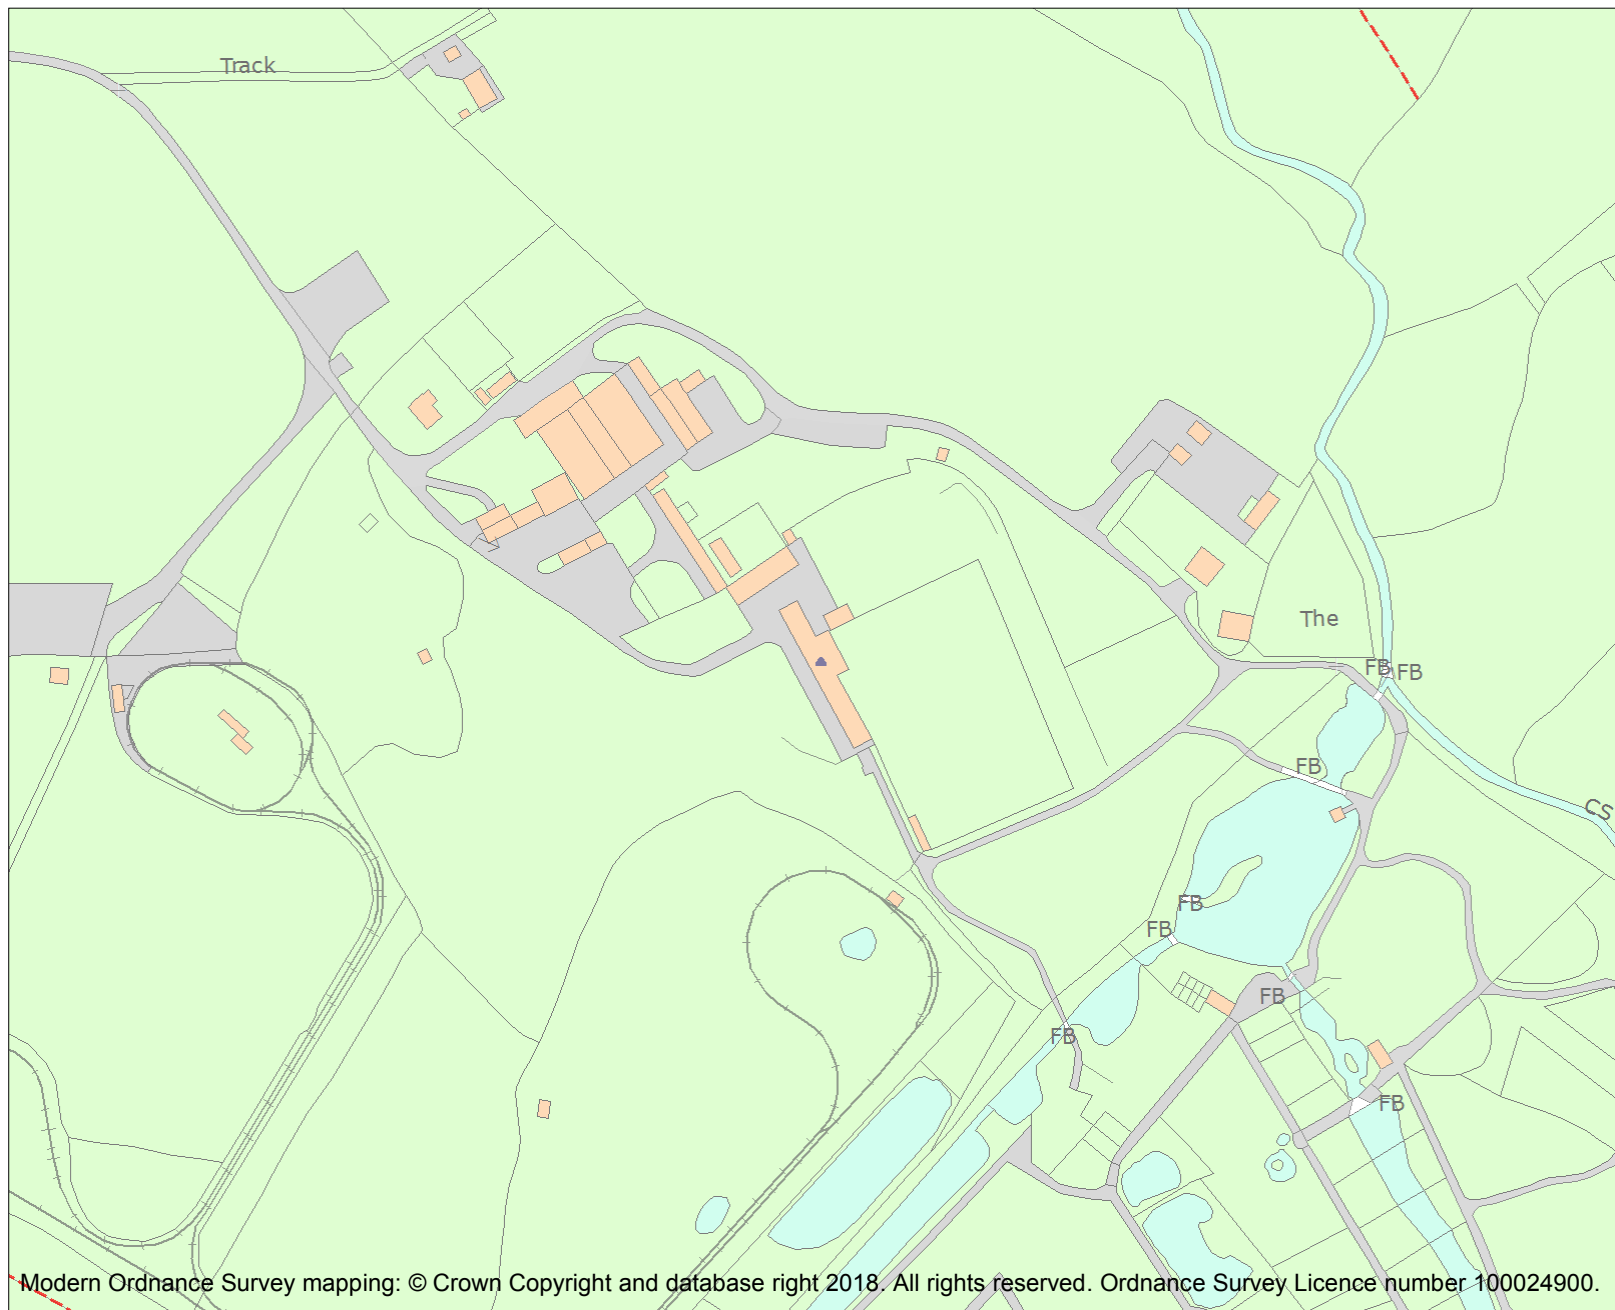 Track
The
FB FB
FB
CS
FB
FB
FB
FB
FB
Modern Ordnance Survey mapping: © Crown Copyright and database right 2018. All rights reserved. Ordnance Survey Licence number 100024900.